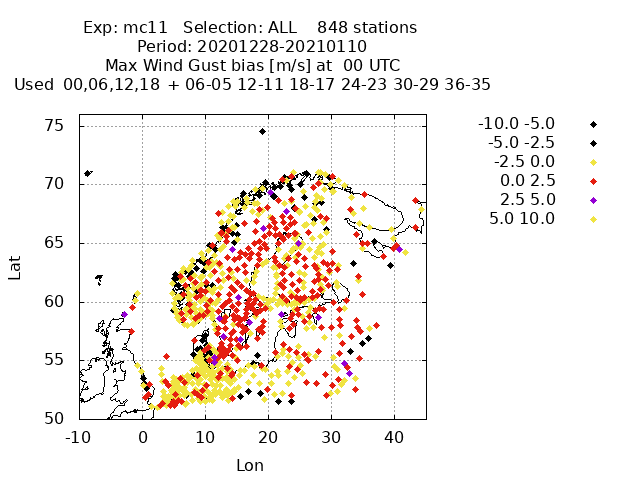 Exp: mc11 Selection: ALL 848 stations
Period: 20201228-20210110
Max Wind Gust bias [m/s] at 00 UTC
Used 00,06,12,18 + 06-05 12-11 18-17 24-23 30-29 36-35
-10.0 -5.0
-5.0 -2.5
-2.5 0.0
0.0 2.5
2.5 5.0
5.0 10.0
75
70
65
60
55
50
Lat
-10 0 10 20 30 40
Lon